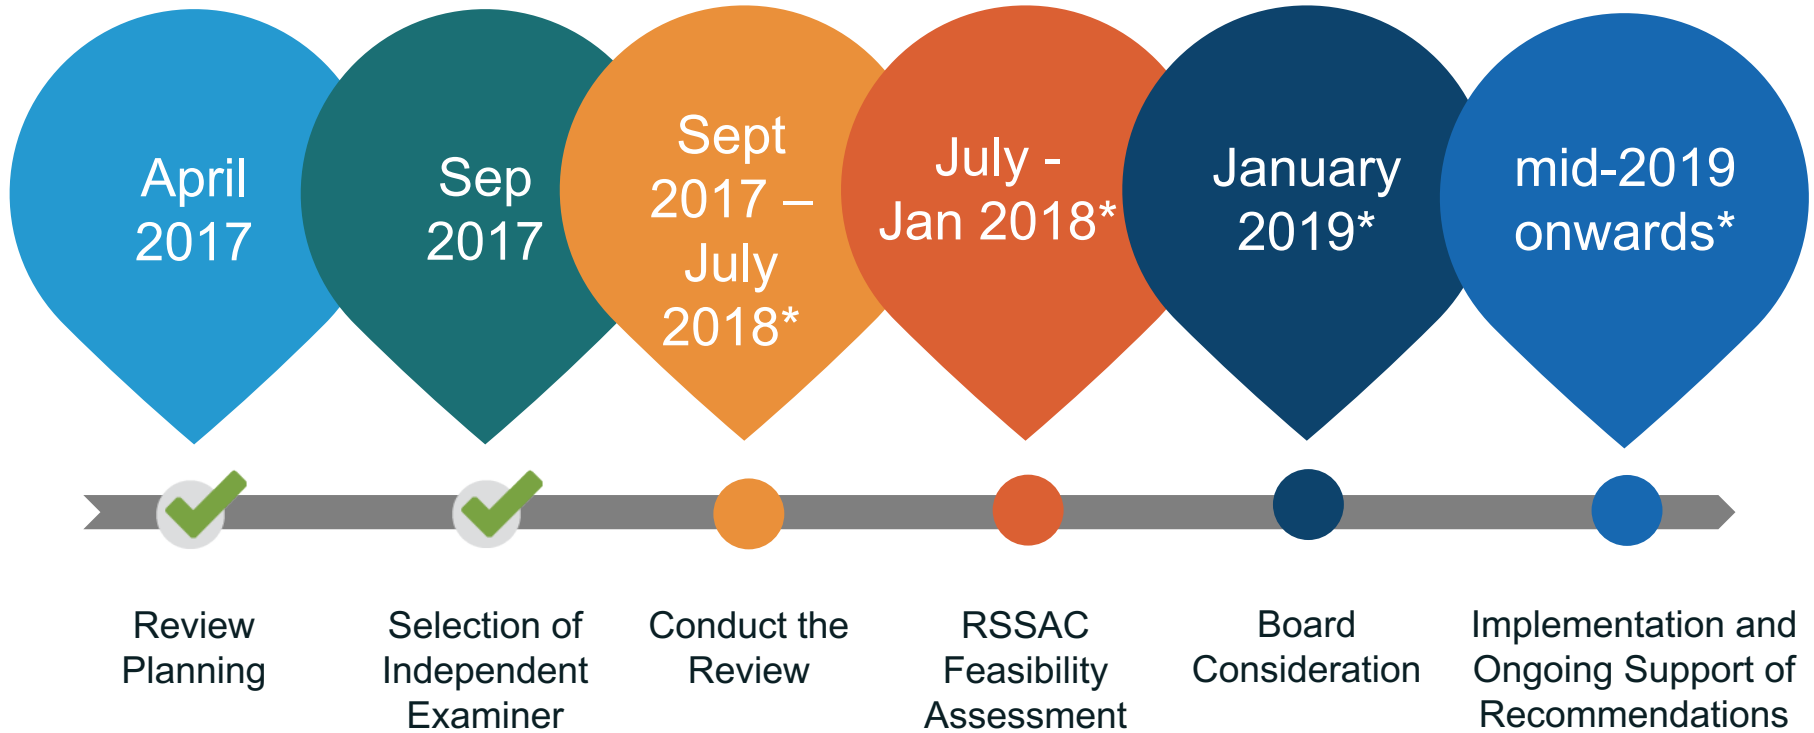 April
2017
Sep
2017
Sept
2017 –
July
2018*
July -
Jan 2018*
January
2019*
mid-2019
onwards*
Review
Planning
Selection of
Independent
Examiner
Conduct the
Review
RSSAC
Feasibility
Assessment
Board
Consideration
Implementation and
Ongoing Support of
Recommendations